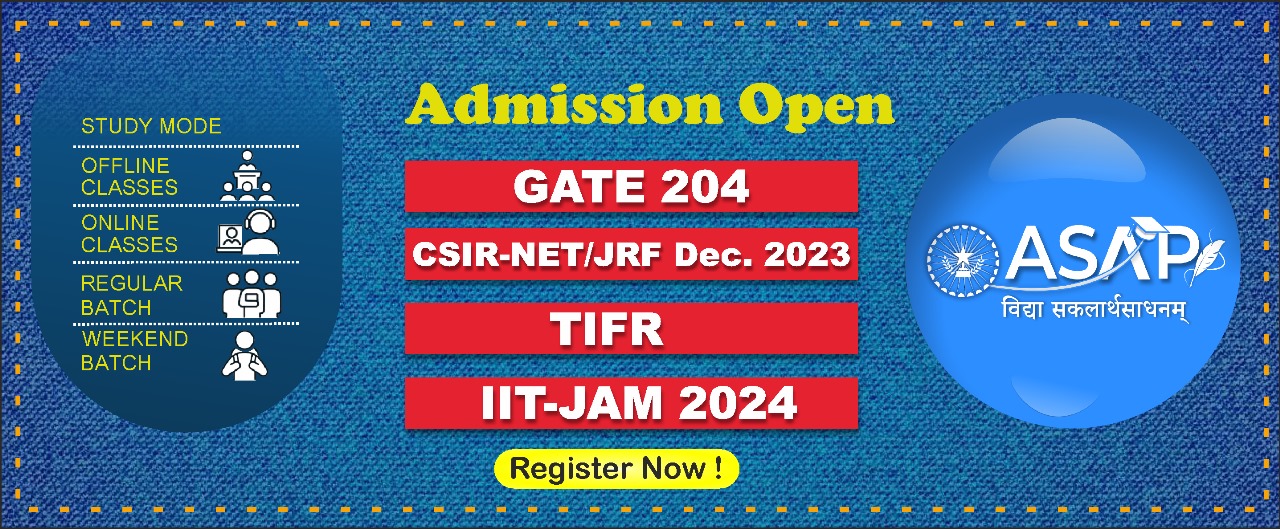 STUDY MODE
OFFLINE
CLASSES
ONLINE
CLASSES
REGULAR
BATCH
WEEKEND
BATCH
Admission Open
GATE 204
CSIR-NET/JRF Dec. 2023
TIFR
IIT-JAM 2024
Register Now !
ASAP
विद्या सकलार्थसाधनम्